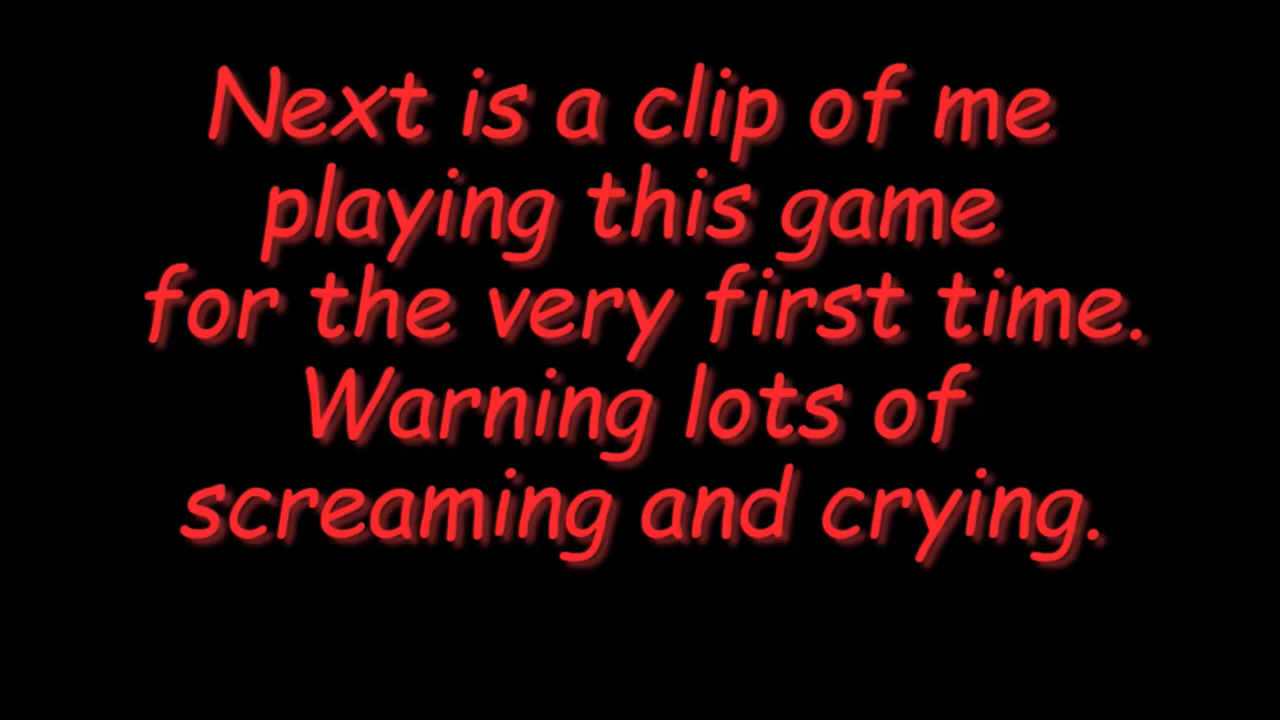 Next is a clip of me
playing this game
for the very first time.
Warning lots of
screaming and crying.